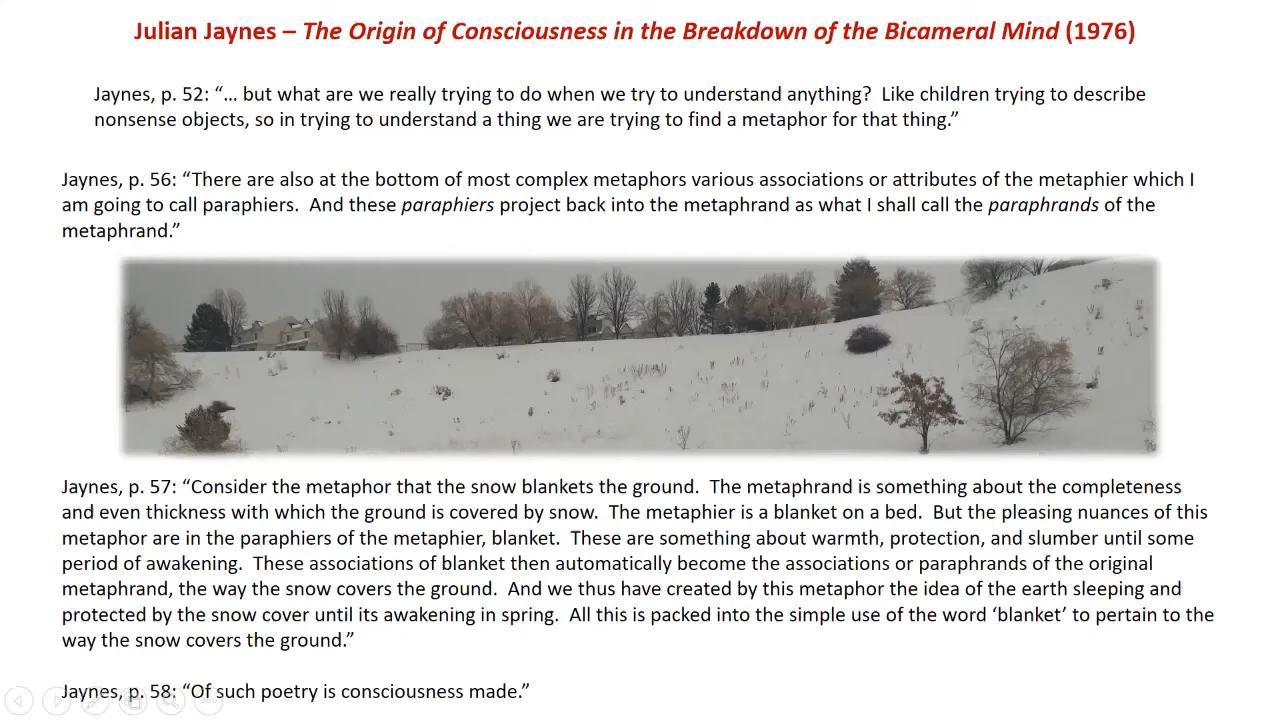 Julian Jaynes – The Origin of Consciousness in the Breakdown of the Bicameral Mind (1976)
Jaynes, p. 52: “… but what are we really trying to do when we try to understand anything?  Like children trying to describe
nonsense objects, so in trying to understand a thing we are trying to find a metaphor for that thing.”
Jaynes, p. 56: “There are also at the bottom of most complex metaphors various associations or attributes of the metaphier which I
am going to call paraphiers.  And these paraphiers project back into the metaphrand as what I shall call the paraphrands of the
metaphrand.”
Jaynes, p. 57: “Consider the metaphor that the snow blankets the ground.  The metaphrand is something about the completeness
and even thickness with which the ground is covered by snow.  The metaphier is a blanket on a bed.  But the pleasing nuances of this
metaphor are in the paraphiers of the metaphier, blanket.  These are something about warmth, protection, and slumber until some
period of awakening.  These associations of blanket then automatically become the associations or paraphrands of the original
metaphrand, the way the snow covers the ground.  And we thus have created by this metaphor the idea of the earth sleeping and
protected by the snow cover until its awakening in spring.  All this is packed into the simple use of the word ‘blanket’ to pertain to the
way the snow covers the ground.”
Jaynes, p. 58: “Of such poetry is consciousness made.”